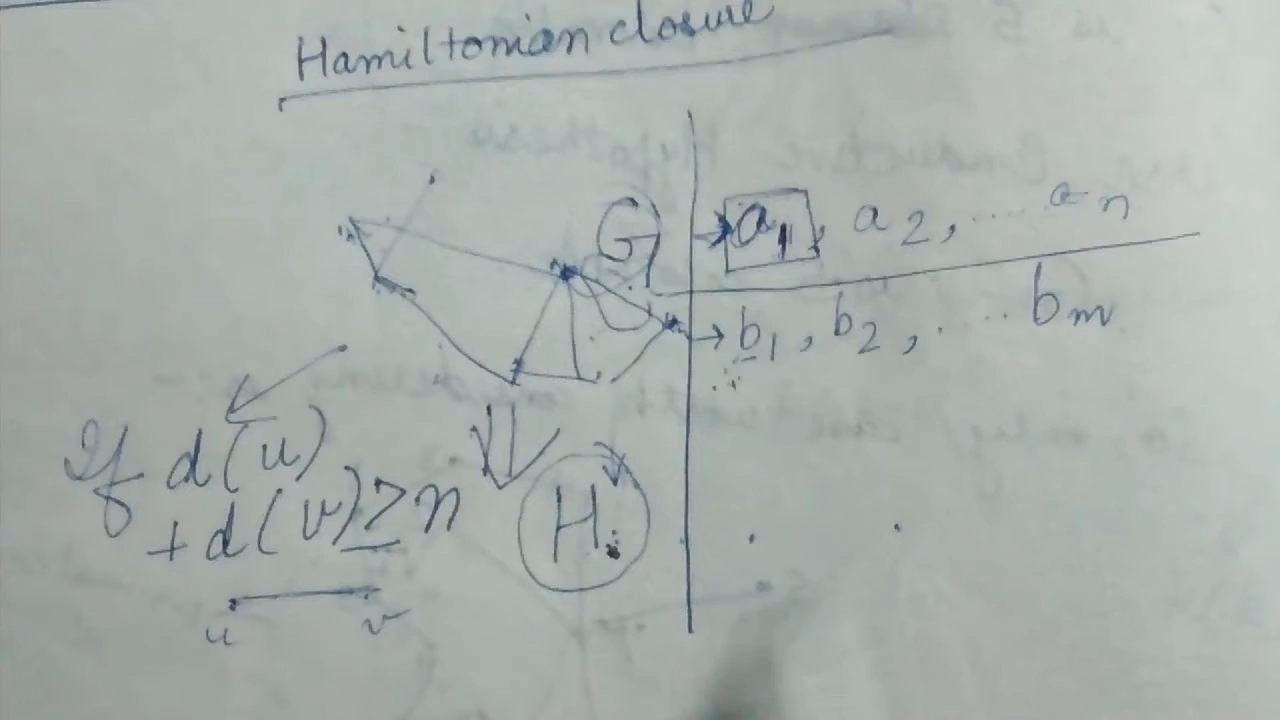 Hamiltonian closure
G
→ a1, a2, ..... an
→ b1, b2, ..... bm
If d(u)
+ d(v) ≥ n
H
u v